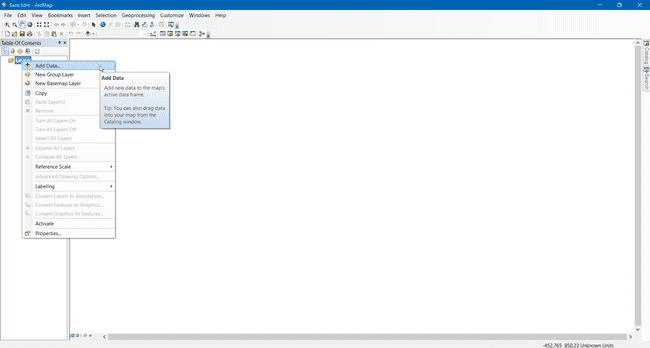 Sans titre - ArcMap
File Edit View Bookmarks Insert Selection Geoprocessing Customize Windows Help
Table Of Contents
Layers
Add Data...
New Group Layer
New Basemap Layer
Copy
Paste Layer(s)
Remove
Turn All Layers On
Turn All Layers Off
Select All Layers
Expand All Layers
Collapse All Layers
Reference Scale
Advanced Drawing Options...
Labeling
Convert Labels to Annotation...
Convert Features to Graphics...
Convert Graphics To Features...
Activate
Properties...
Add Data
Add new data to the map's
active data frame.
Tip: You can also drag data
into your map from the
Catalog window.
Catalog
Search
-452,765 850,23 Unknown Units